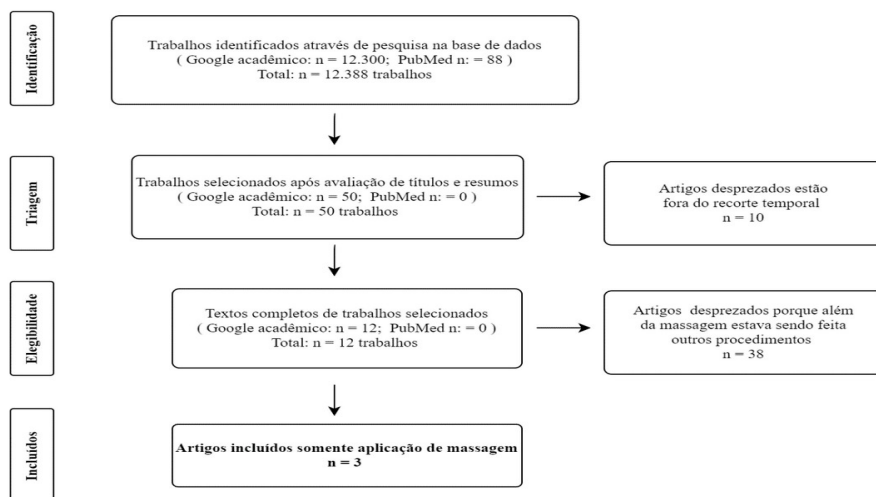 Identificação
Trabalhos identificados através de pesquisa na base de dados
( Google acadêmico: n = 12.300;  PubMed n: = 88 )
Total: n = 12.388 trabalhos
Triagem
Trabalhos selecionados após avaliação de títulos e resumos
( Google acadêmico: n = 50;  PubMed n: = 0 )
Total: n = 50 trabalhos
Artigos desprezados estão
fora do recorte temporal
n = 10
Elegibilidade
Textos completos de trabalhos selecionados
( Google acadêmico: n = 12;  PubMed n: = 0 )
Total: n = 12 trabalhos
Artigos  desprezados porque além
da massagem estava sendo feita
outros procedimentos
n = 38
Incluídos
Artigos incluídos somente aplicação de massagem
n = 3